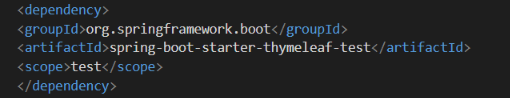 <dependency>
<groupId>org.springframework.boot</groupId>
<artifactId>spring-boot-starter-thymeleaf-test</artifactId>
<scope>test</scope>
</dependency>